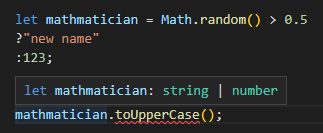 let mathmatician = Math.random() > 0.5
?"new name"
:123;
let mathmatician: string | number
mathmatician.toUpperCase();